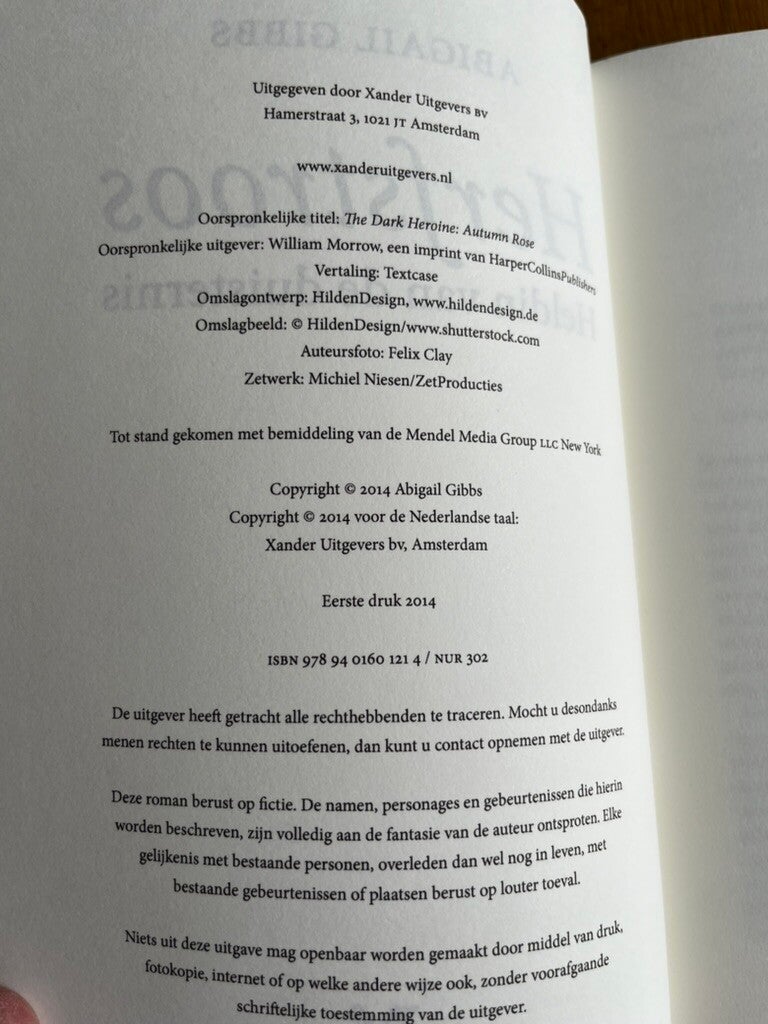 Uitgegeven door Xander Uitgevers BV
Hamerstraat 3, 1021 JT Amsterdam
www.xanderuitgevers.nl
Oorspronkelijke titel: The Dark Heroine: Autumn Rose
Oorspronkelijke uitgever: William Morrow, een imprint van HarperCollinsPublishers
Vertaling: Textcase
Omslagontwerp: HildenDesign, www.hildendesign.de
Omslagbeeld: © HildenDesign/www.shutterstock.com
Auteursfoto: Felix Clay
Zetwerk: Michiel Niesen/ZetProducties
Tot stand gekomen met bemiddeling van de Mendel Media Group LLC New York
Copyright © 2014 Abigail Gibbs
Copyright © 2014 voor de Nederlandse taal:
Xander Uitgevers bv, Amsterdam
Eerste druk 2014
ISBN 978 94 0160 121 4 / NUR 302
De uitgever heeft getracht alle rechthebbenden te traceren. Mocht u desondanks
menen rechten te kunnen uitoefenen, dan kunt u contact opnemen met de uitgever.
Deze roman berust op fictie. De namen, personages en gebeurtenissen die hierin
worden beschreven, zijn volledig aan de fantasie van de auteur ontsproten. Elke
gelijkenis met bestaande personen, overleden dan wel nog in leven, met
bestaande gebeurtenissen of plaatsen berust op louter toeval.
Niets uit deze uitgave mag openbaar worden gemaakt door middel van druk,
fotokopie, internet of op welke andere wijze ook, zonder voorafgaande
schriftelijke toestemming van de uitgever.